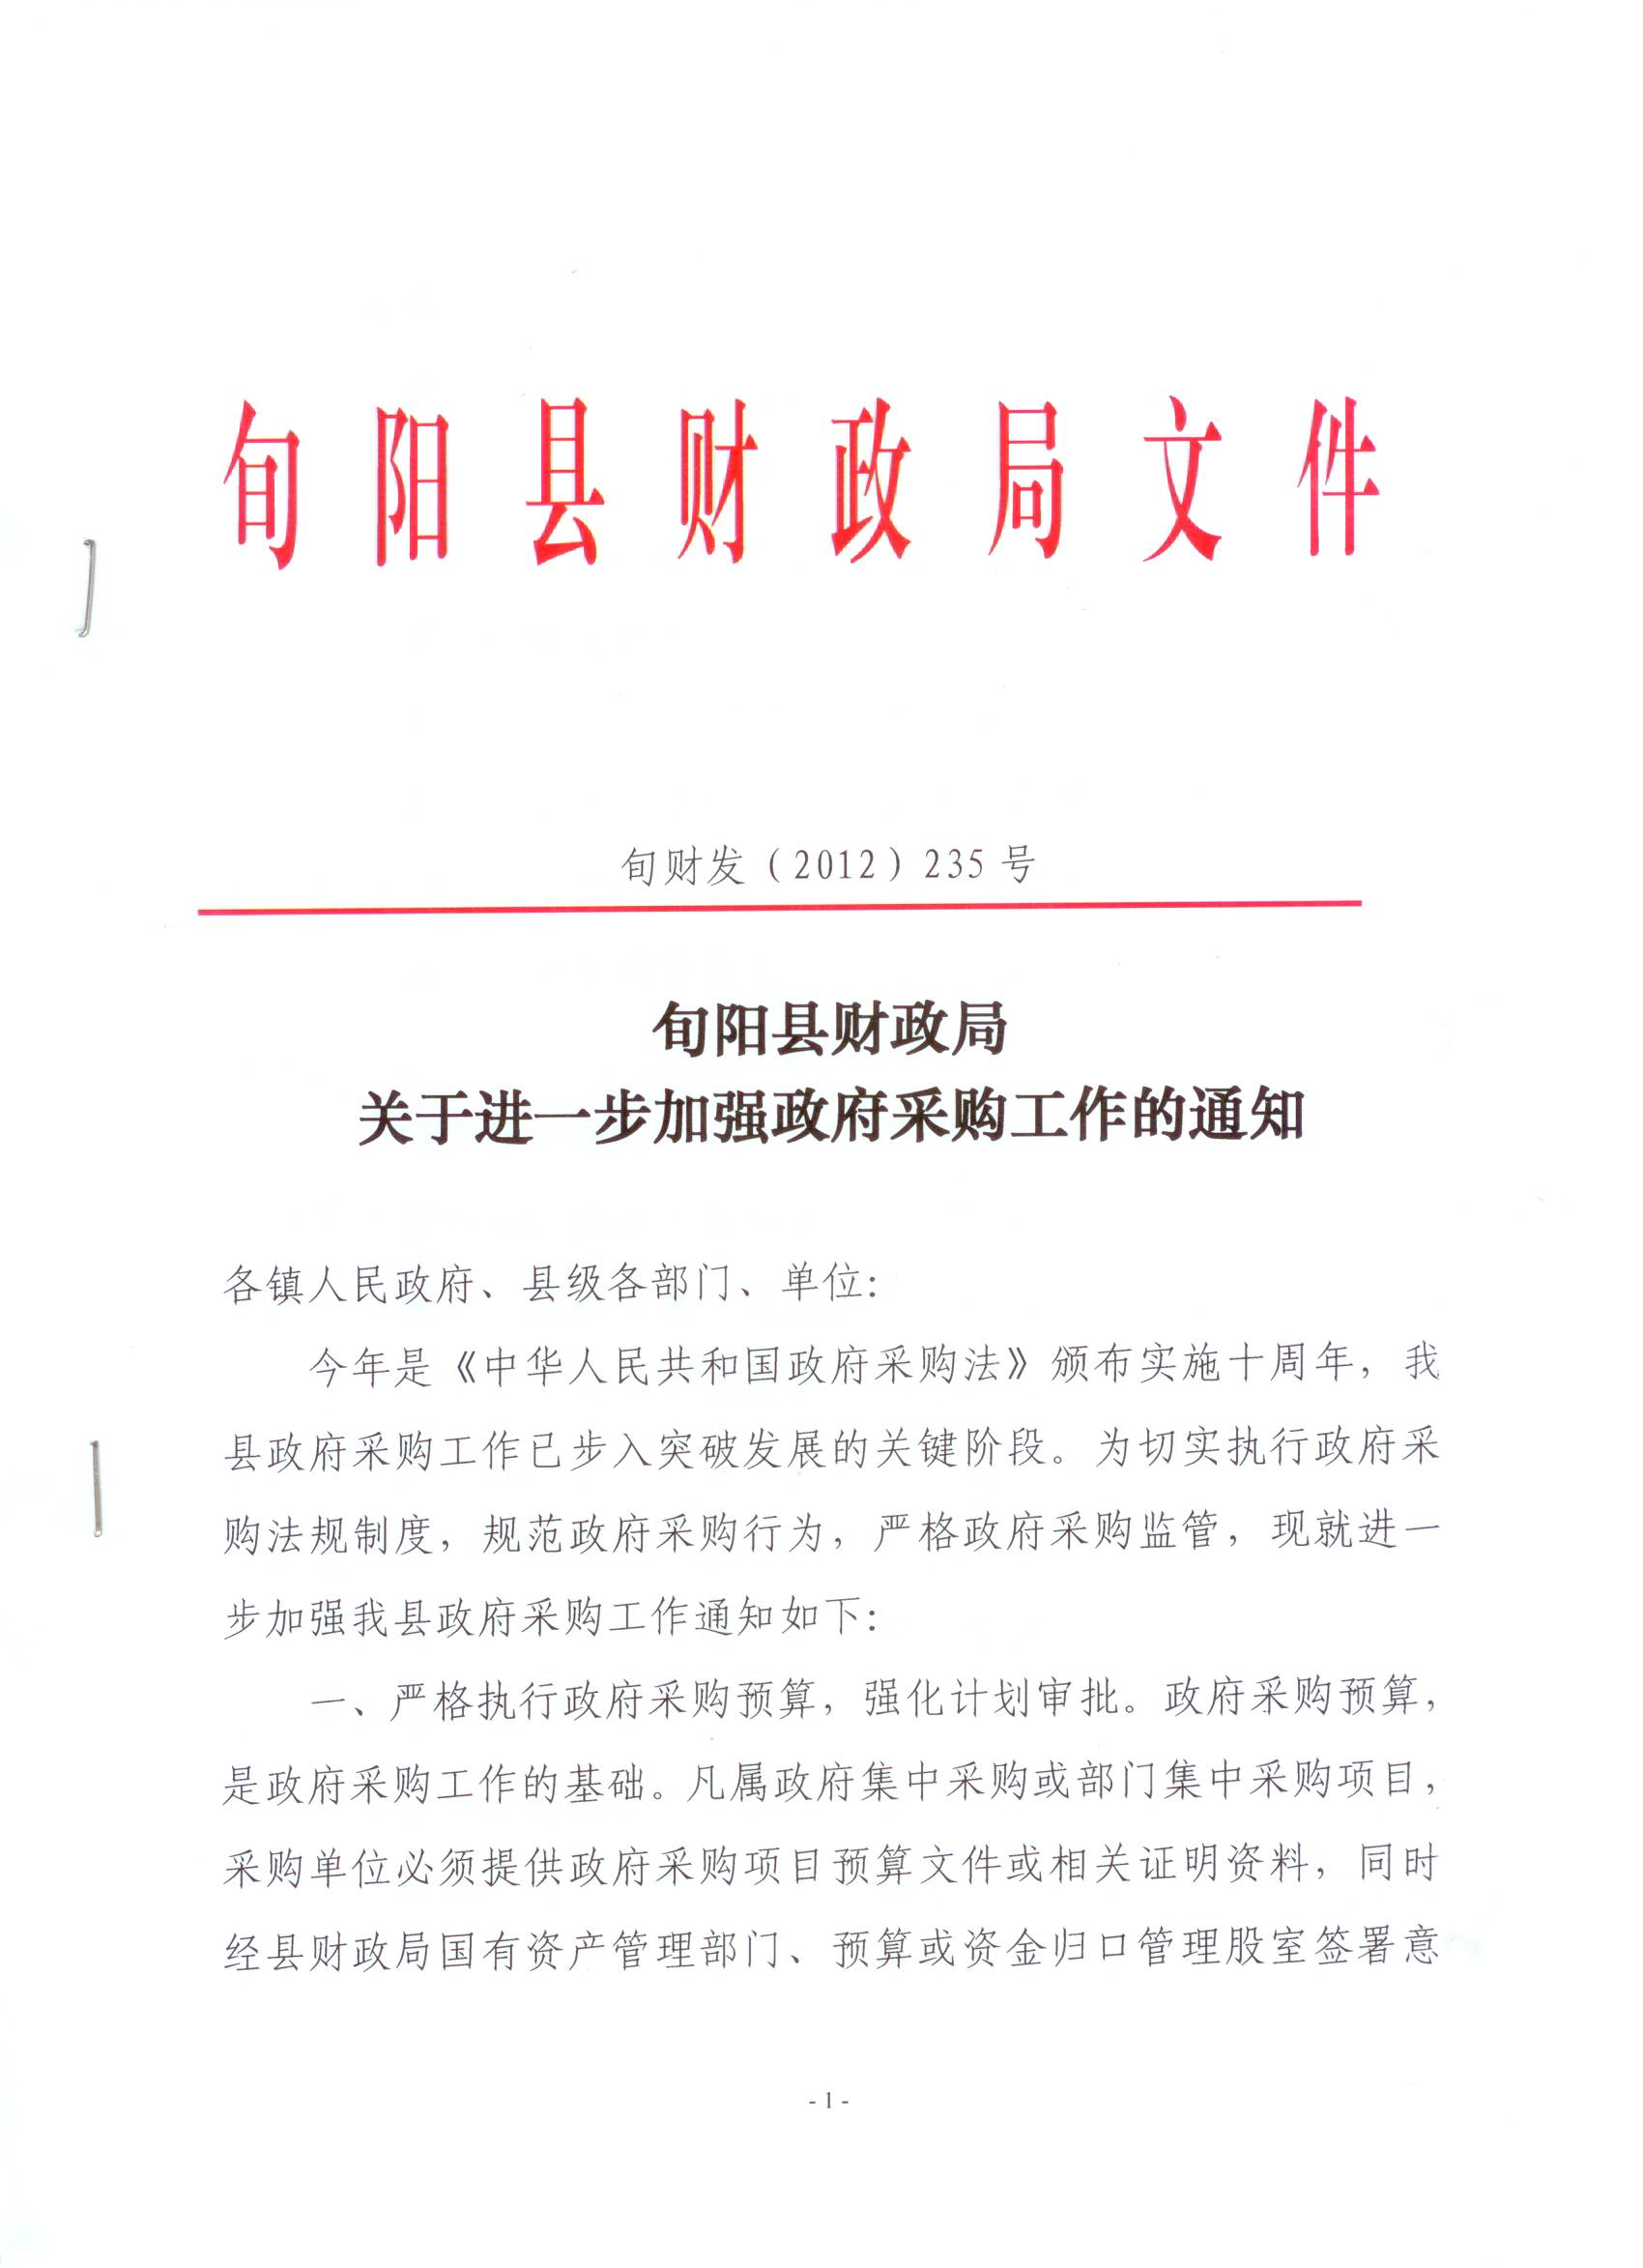 旬阳县财政局文件
旬财发（2012）235号
旬阳县财政局
关于进一步加强政府采购工作的通知
各镇人民政府、县级各部门、单位：
今年是《中华人民共和国政府采购法》颁布实施十周年，我
县政府采购工作已步入突破发展的关键阶段。为切实执行政府采
购法规制度，规范政府采购行为，严格政府采购监管，现就进一
步加强我县政府采购工作通知如下：
一、严格执行政府采购预算，强化计划审批。政府采购预算，
是政府采购工作的基础。凡属政府集中采购或部门集中采购项目，
采购单位必须提供政府采购项目预算文件或相关证明资料，同时
经县财政局国有资产管理部门、预算或资金归口管理股室签署意
- 1 -